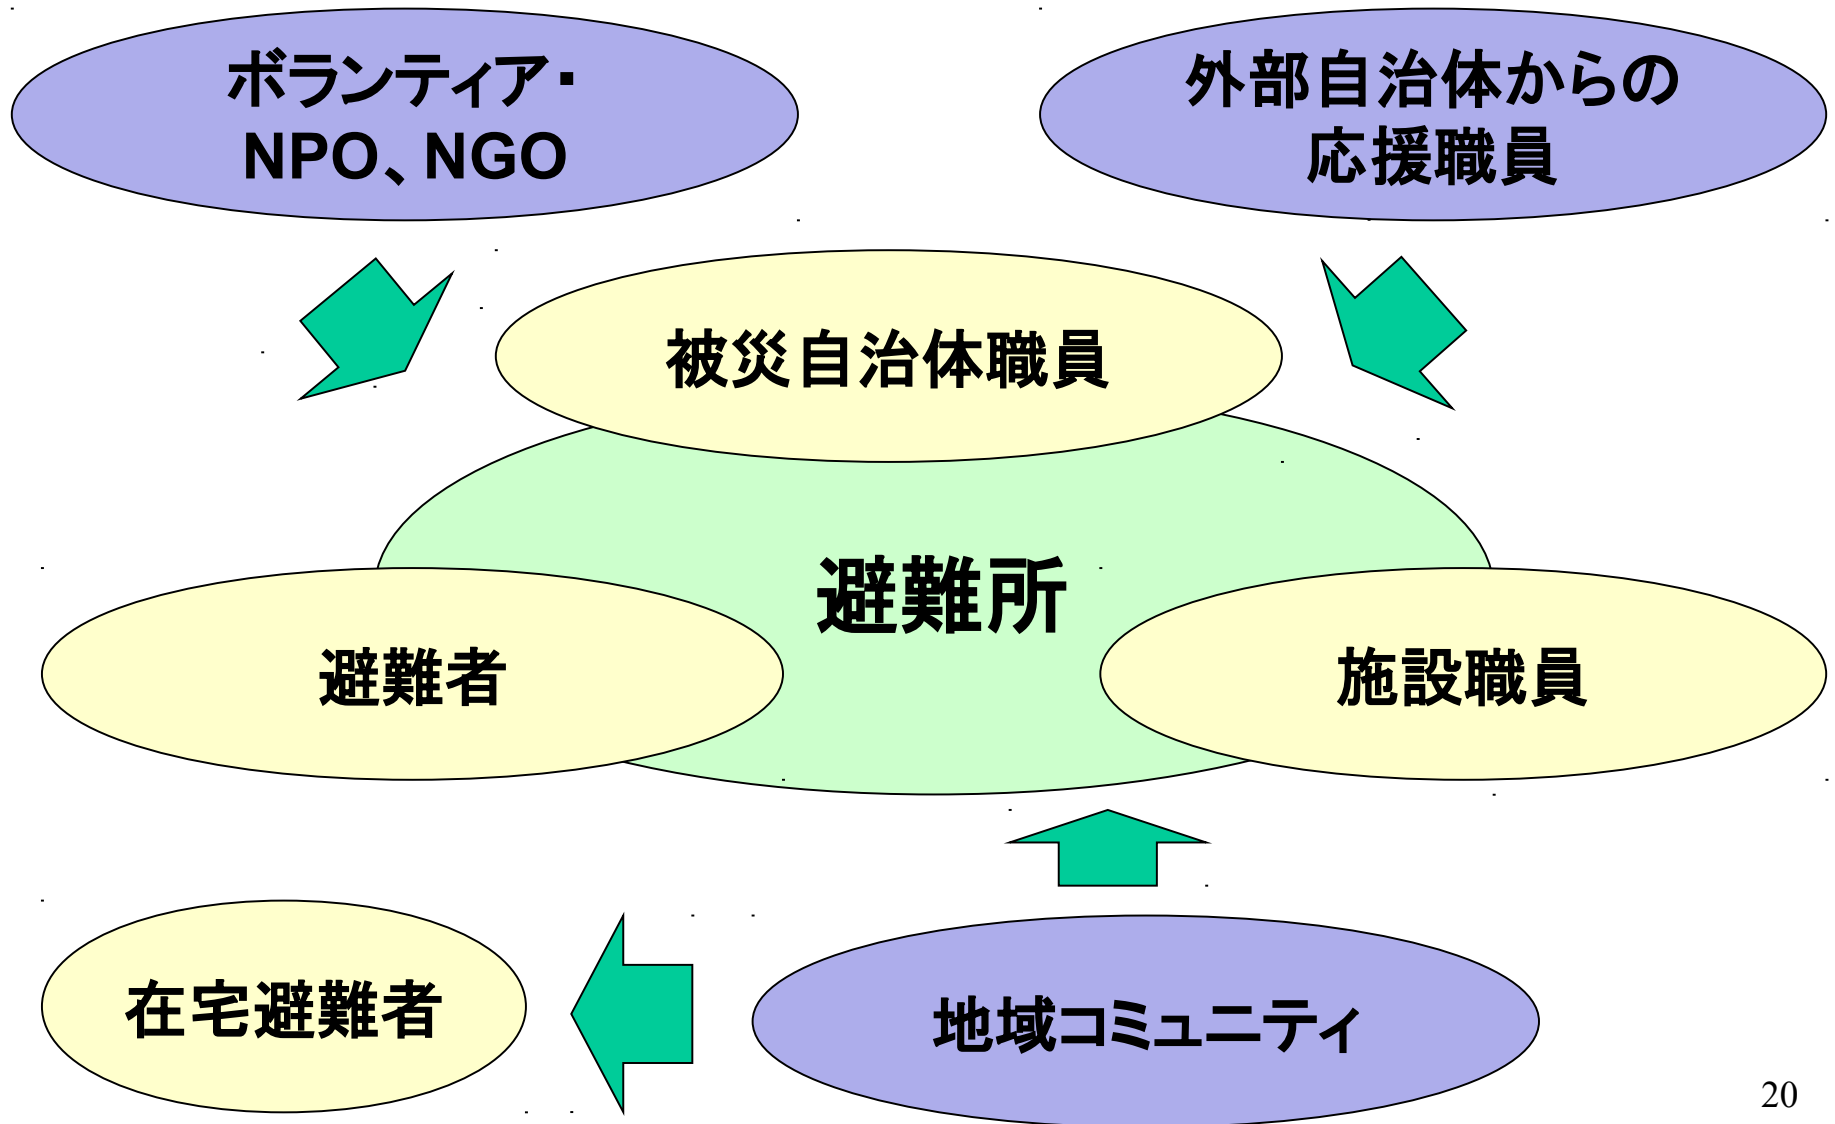 ボランティア・
NPO、NGO
外部自治体からの
応援職員
被災自治体職員
避難所
避難者
施設職員
在宅避難者
地域コミュニティ
20